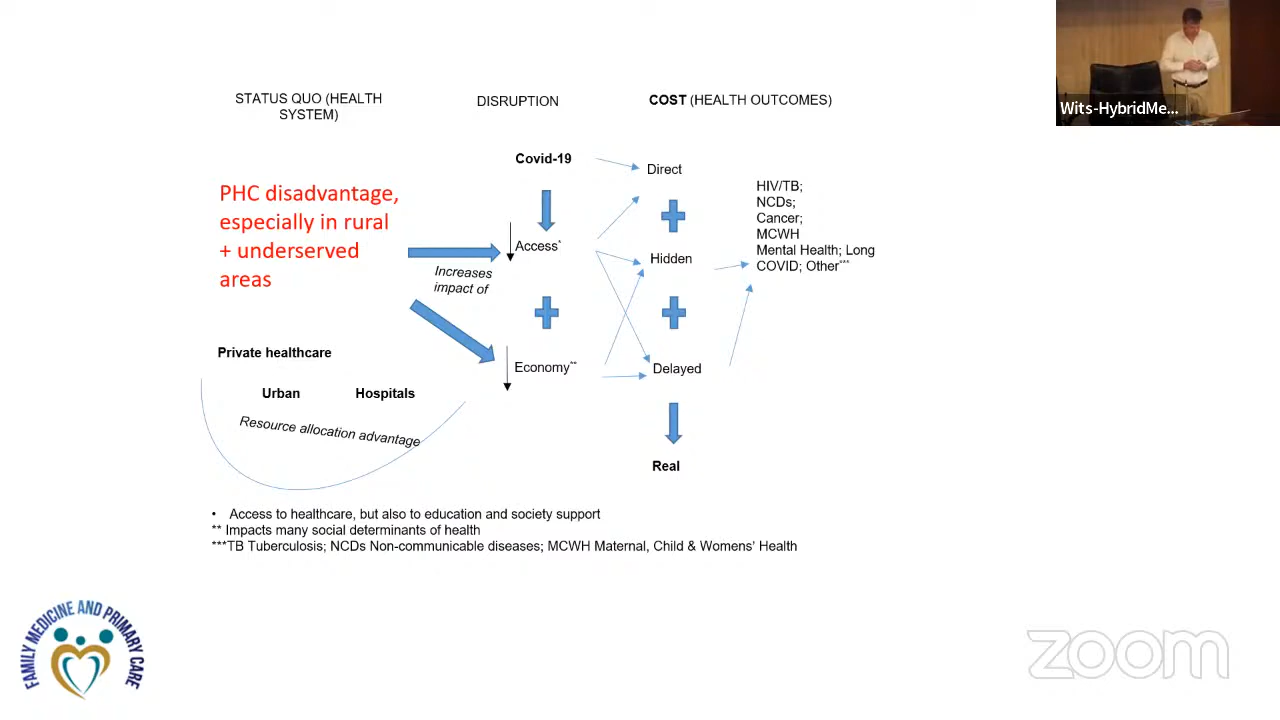 STATUS QUO (HEALTH
SYSTEM)
DISRUPTION
COST (HEALTH OUTCOMES)
Wits-HybridMe...
Covid-19
Direct
PHC disadvantage,
especially in rural
+ underserved
areas
HIV/TB;
NCDs;
Cancer;
MCWH
Mental Health; Long
COVID; Other***
Access*
Hidden
Increases
impact of
Private healthcare
Economy**
Delayed
Urban
Hospitals
Resource allocation advantage
Real
• Access to healthcare, but also to education and society support
** Impacts many social determinants of health
***TB Tuberculosis; NCDs Non-communicable diseases; MCWH Maternal, Child & Womens' Health
FAMILY MEDICINE AND PRIMARY CARE
zoom